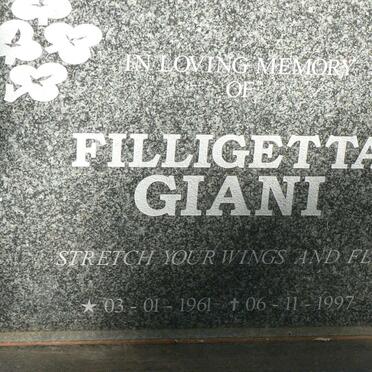 IN LOVING MEMORY
OF
FILLIGETTA
GIANI
STRETCH YOUR WINGS AND FL
★ 03 - 01 - 1961 ✝ 06 - 11 - 1997